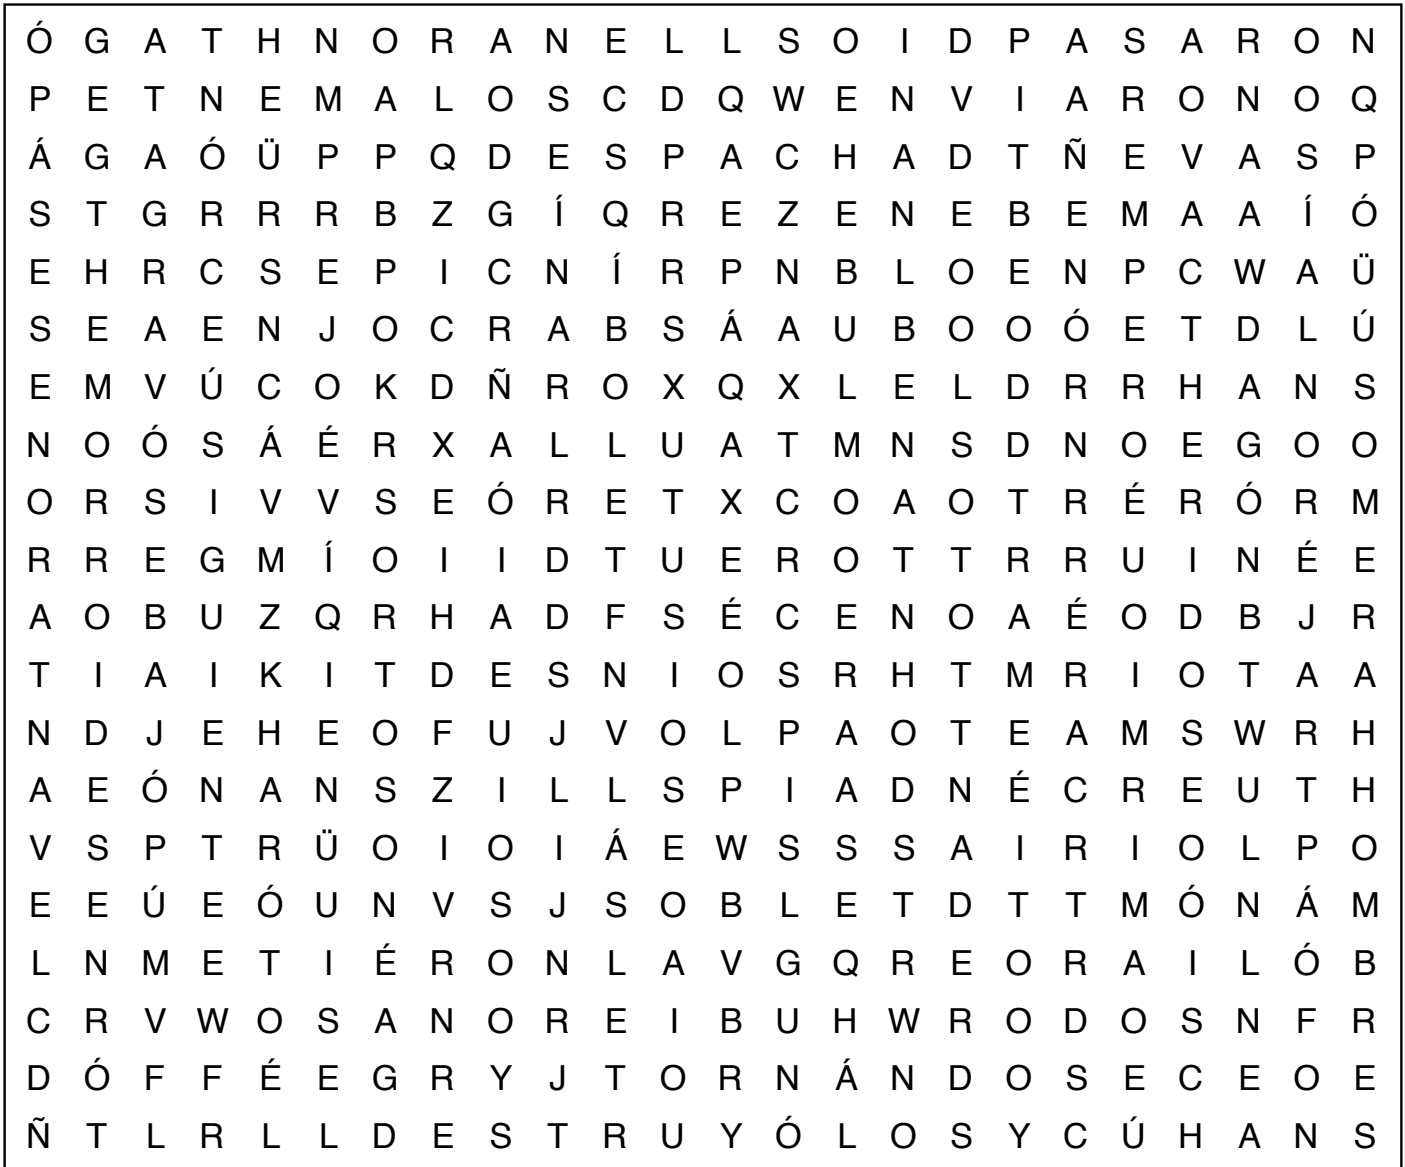 Ó G A T H N O R A N E L L S O I D P A S A R O N
P E T N E M A L O S C D Q W E N V I A R O N O Q
Á G A Ó Ü P P Q D E S P A C H A D T Ñ E V A S P
S T G R R R B Z G Í Q R E Z E N E B E M A A Í Ó
E H R C S E P I C N Í R P N B L O E N P C W A Ü
S E A E N J O C R A B S Á A U B O O Ó E T D L Ú
E M V Ú C O K D Ñ R O X Q X L E L D R R H A N S
N O Ó S Á É R X A L L U A T M N S D N O E G O O
O R S I V V S E Ó R E T X C O A O T R É R Ó R M
R R E G M Í O I I D T U E R O T T R R U I N É E
A O B U Z Q R H A D F S É C E N O A É O D B J R
T I A I K I T D E S N I O S R H T M R I O T A A
N D J E H E O F U J V O L P A O T E A M S W R H
A E Ó N A N S Z I L L S P I A D N É C R E U T H
V S P T R Ü O I O I Á E W S S S A I R I O L P O
E E Ú E Ó U N V S J S O B L E T D T T M Ó N Á M
L N M E T I É R O N L A V G Q R E O R A I L Ó B
C R V W O S A N O R E I B U H W R O D O S N F R
D Ó F F É E G R Y J T O R N Á N D O S E C E O E
Ñ T L R L L D E S T R U Y Ó L O S Y C Ú H A N S